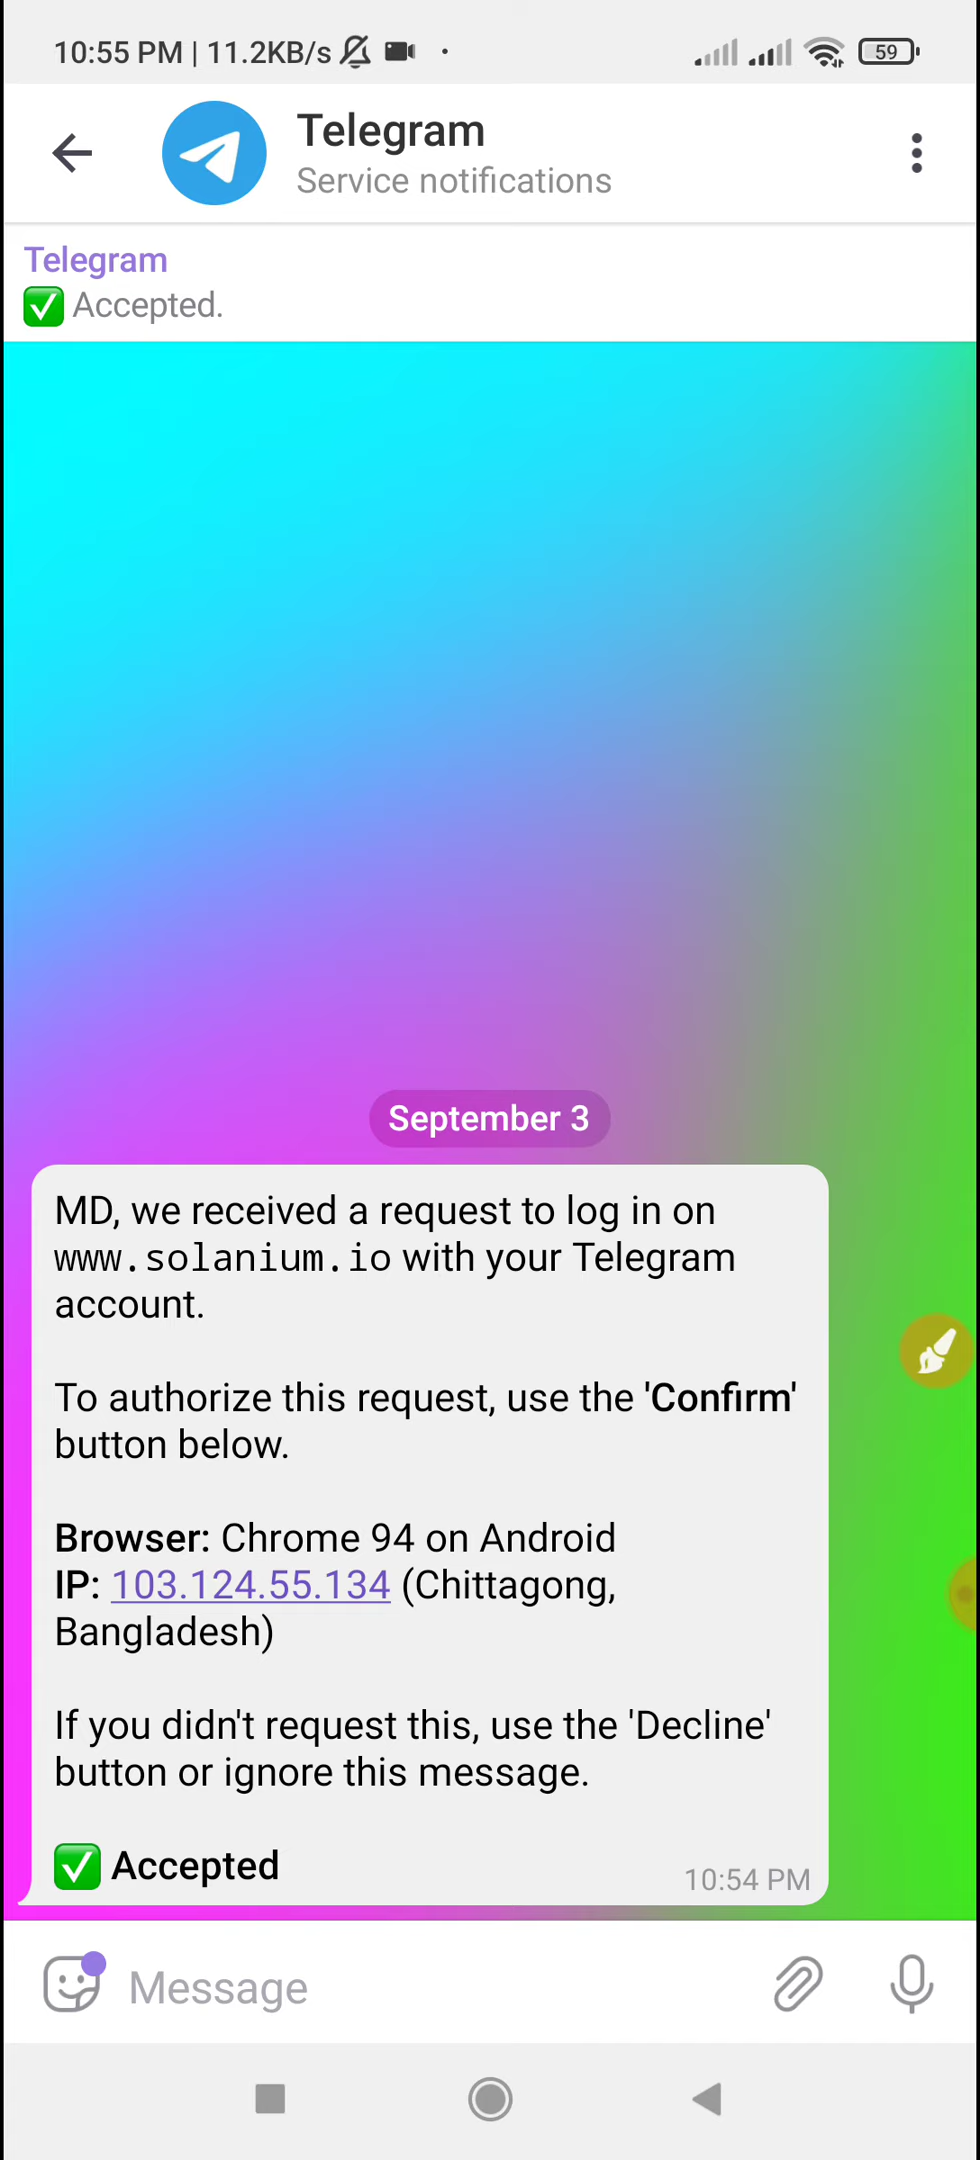 10:55 PM | 11.2KB/s
59
Telegram
Service notifications
Telegram
✅ Accepted.
September 3
MD, we received a request to log in on
www.solanium.io with your Telegram
account.
To authorize this request, use the 'Confirm'
button below.
Browser: Chrome 94 on Android
IP: 103.124.55.134 (Chittagong,
Bangladesh)
If you didn't request this, use the 'Decline'
button or ignore this message.
✅ Accepted
10:54 PM
Message